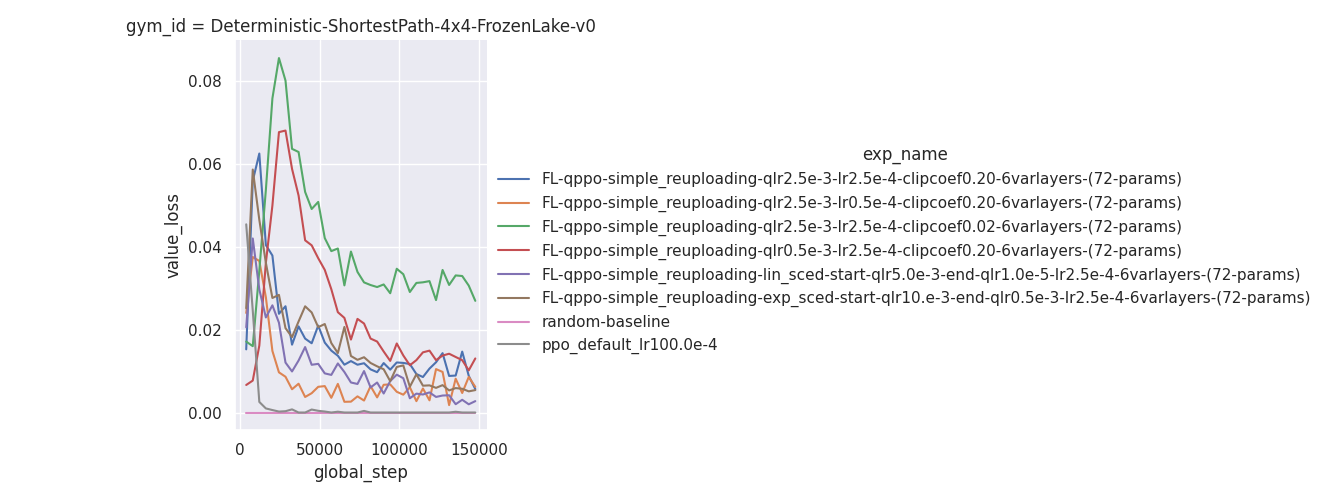 gym_id = Deterministic-ShortestPath-4x4-FrozenLake-v0
value_loss
0.08
0.06
0.04
0.02
0.00
0
50000
100000
150000
global_step
exp_name
FL-qppo-simple_reuploading-qlr2.5e-3-lr2.5e-4-clipcoef0.20-6varlayers-(72-params)
FL-qppo-simple_reuploading-qlr2.5e-3-lr0.5e-4-clipcoef0.20-6varlayers-(72-params)
FL-qppo-simple_reuploading-qlr2.5e-3-lr2.5e-4-clipcoef0.02-6varlayers-(72-params)
FL-qppo-simple_reuploading-qlr0.5e-3-lr2.5e-4-clipcoef0.20-6varlayers-(72-params)
FL-qppo-simple_reuploading-lin_sced-start-qlr5.0e-3-end-qlr1.0e-5-lr2.5e-4-6varlayers-(72-params)
FL-qppo-simple_reuploading-exp_sced-start-qlr10.e-3-end-qlr0.5e-3-lr2.5e-4-6varlayers-(72-params)
random-baseline
ppo_default_lr100.0e-4